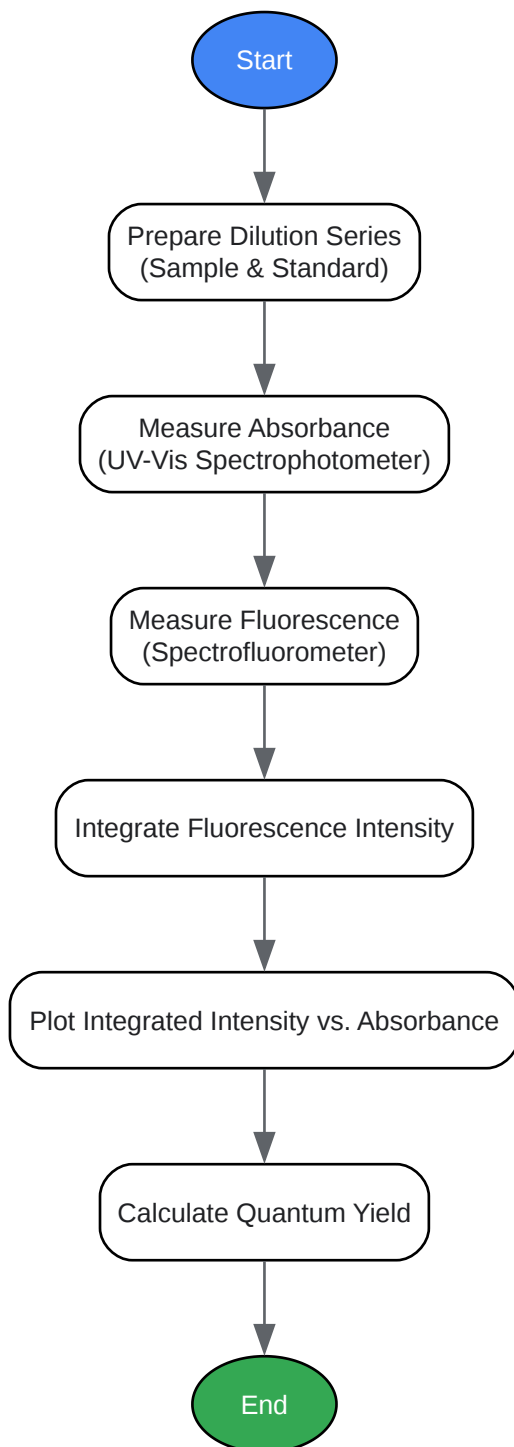 Start
Prepare Dilution Series
(Sample & Standard)
Measure Absorbance
(UV-Vis Spectrophotometer)
Measure Fluorescence
(Spectrofluorometer)
Integrate Fluorescence Intensity
Plot Integrated Intensity vs. Absorbance
Calculate Quantum Yield
End